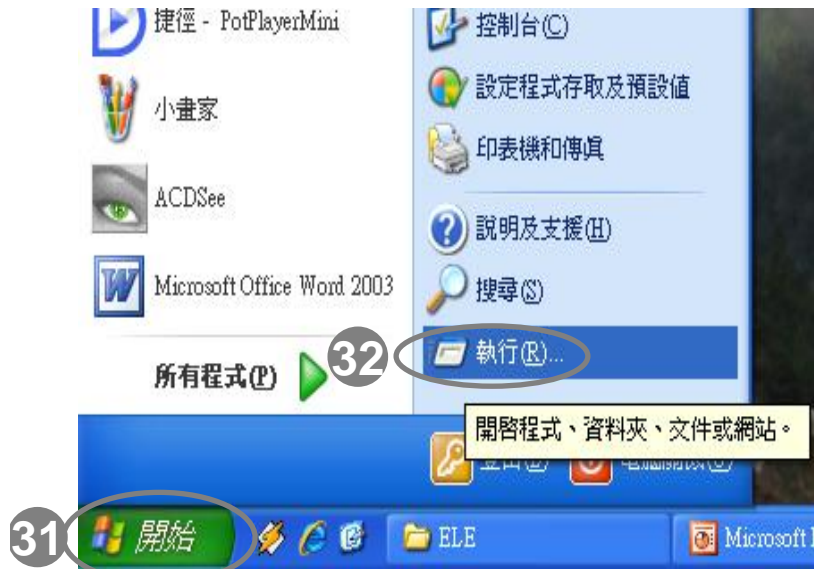 捷徑 - PotPlayerMini
小畫家
ACDSee
Microsoft Office Word 2003
所有程式(P)
控制台(C)
設定程式存取及預設值
印表機和傳真
說明及支援(H)
搜尋(S)
32
執行(R)...
開啓程式、資料夾、文件或網站。
31
開始
ELE
Microsoft